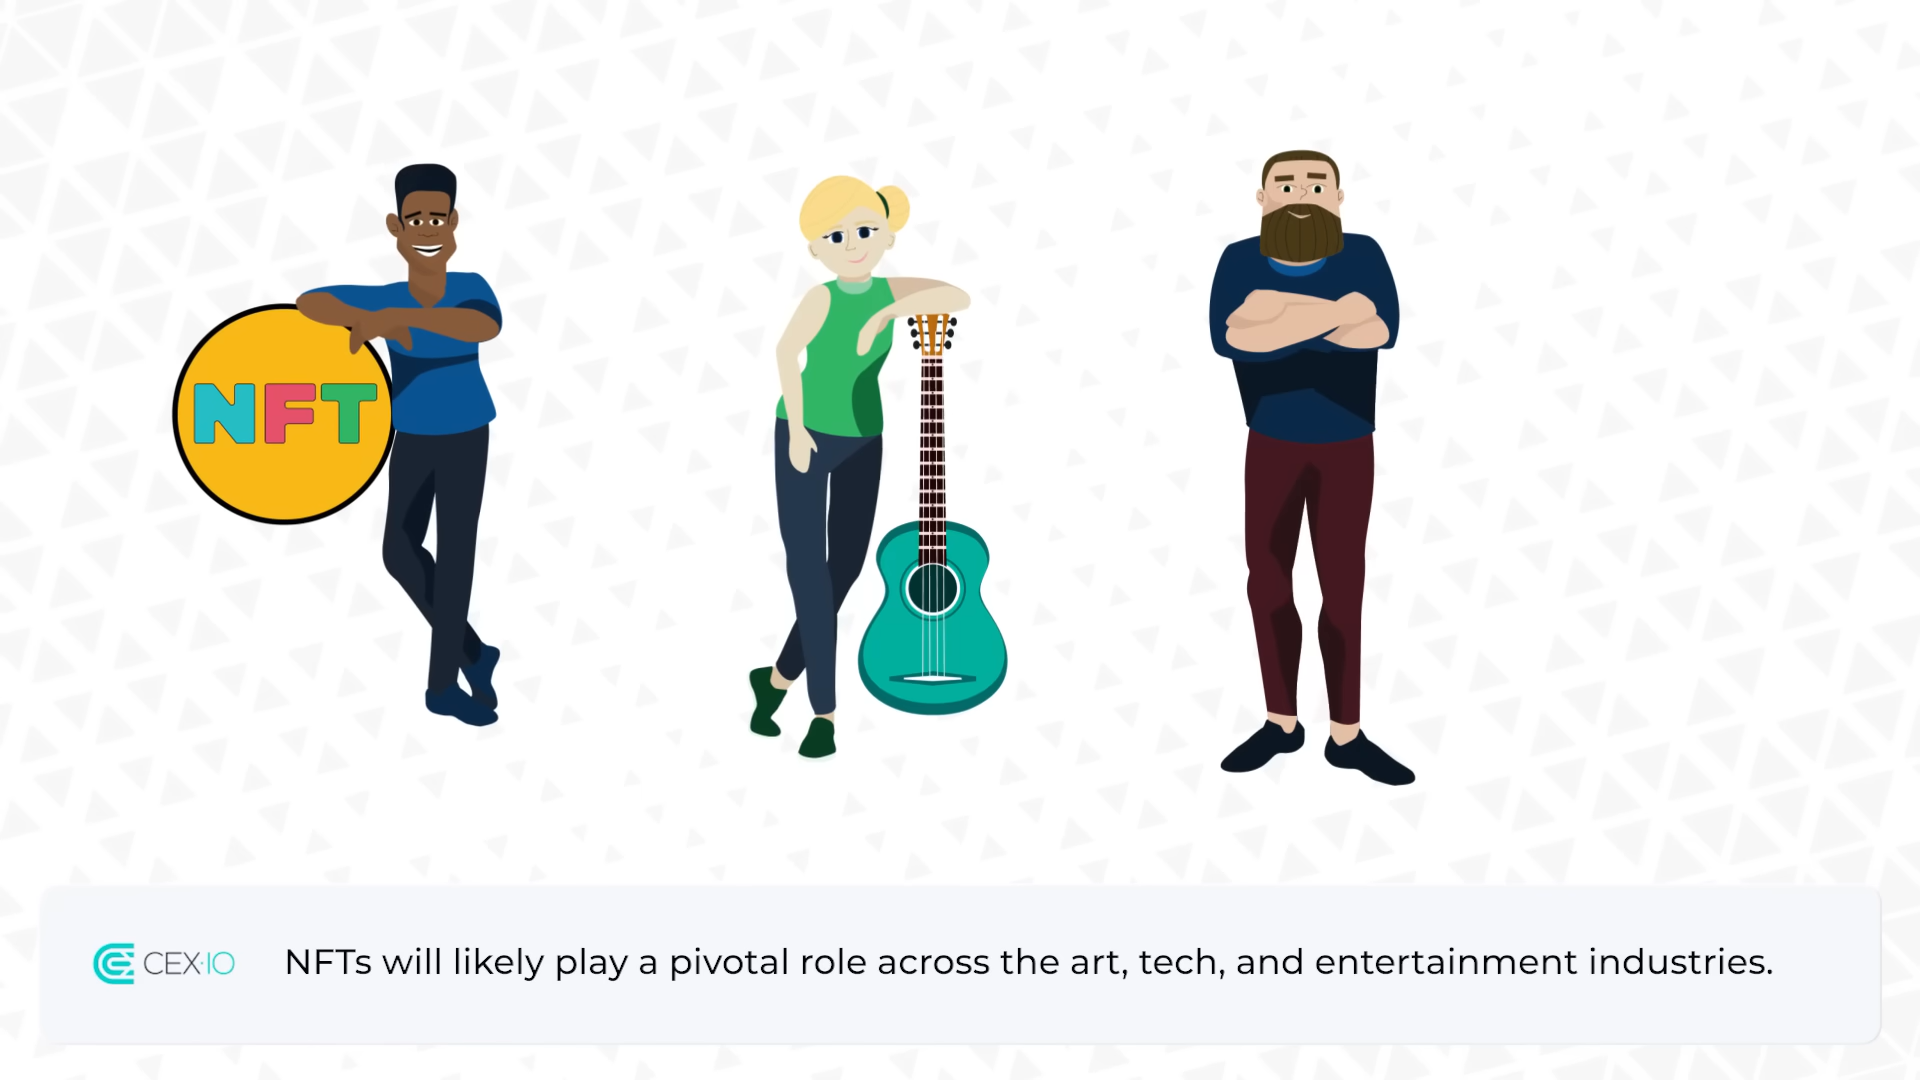 NFT
CEX·IO
NFTs will likely play a pivotal role across the art, tech, and entertainment industries.